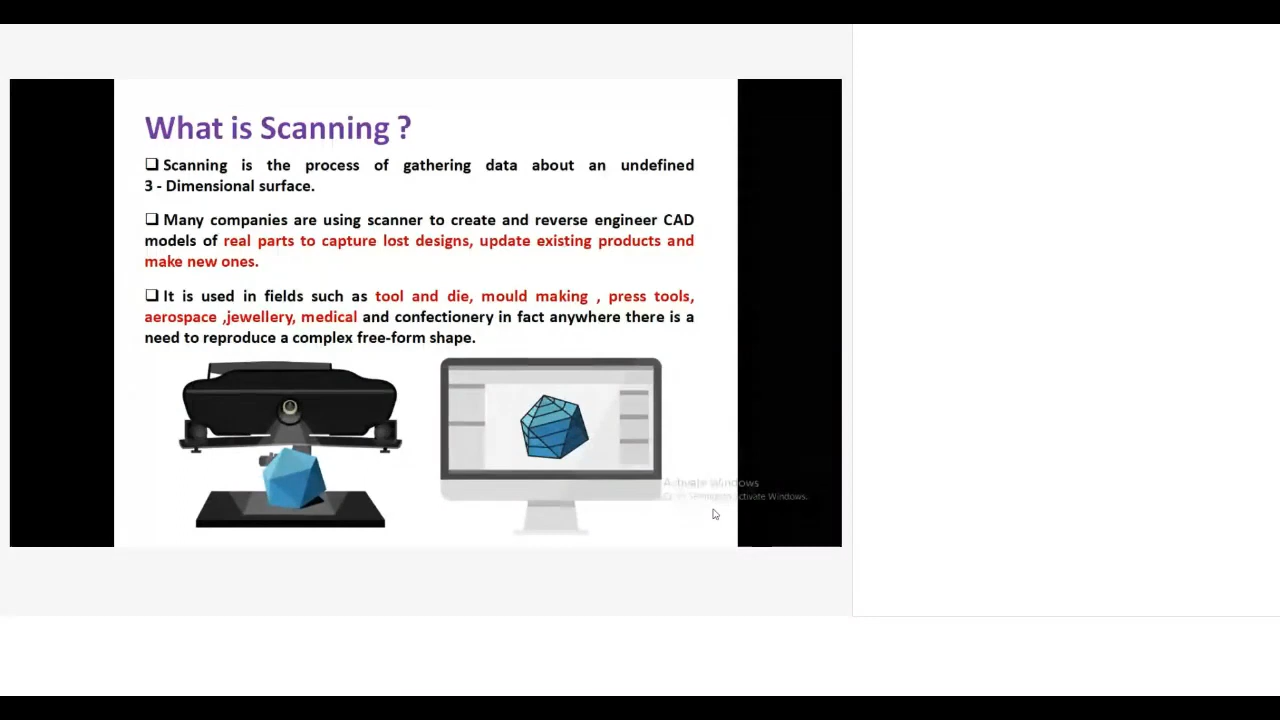 What is Scanning ?
❑ Scanning is the process of gathering data about an undefined
3 - Dimensional surface.
❑ Many companies are using scanner to create and reverse engineer CAD
models of real parts to capture lost designs, update existing products and
make new ones.
❑ It is used in fields such as tool and die, mould making , press tools,
aerospace ,jewellery, medical and confectionery in fact anywhere there is a
need to reproduce a complex free-form shape.
Activate Windows
activate Windows.